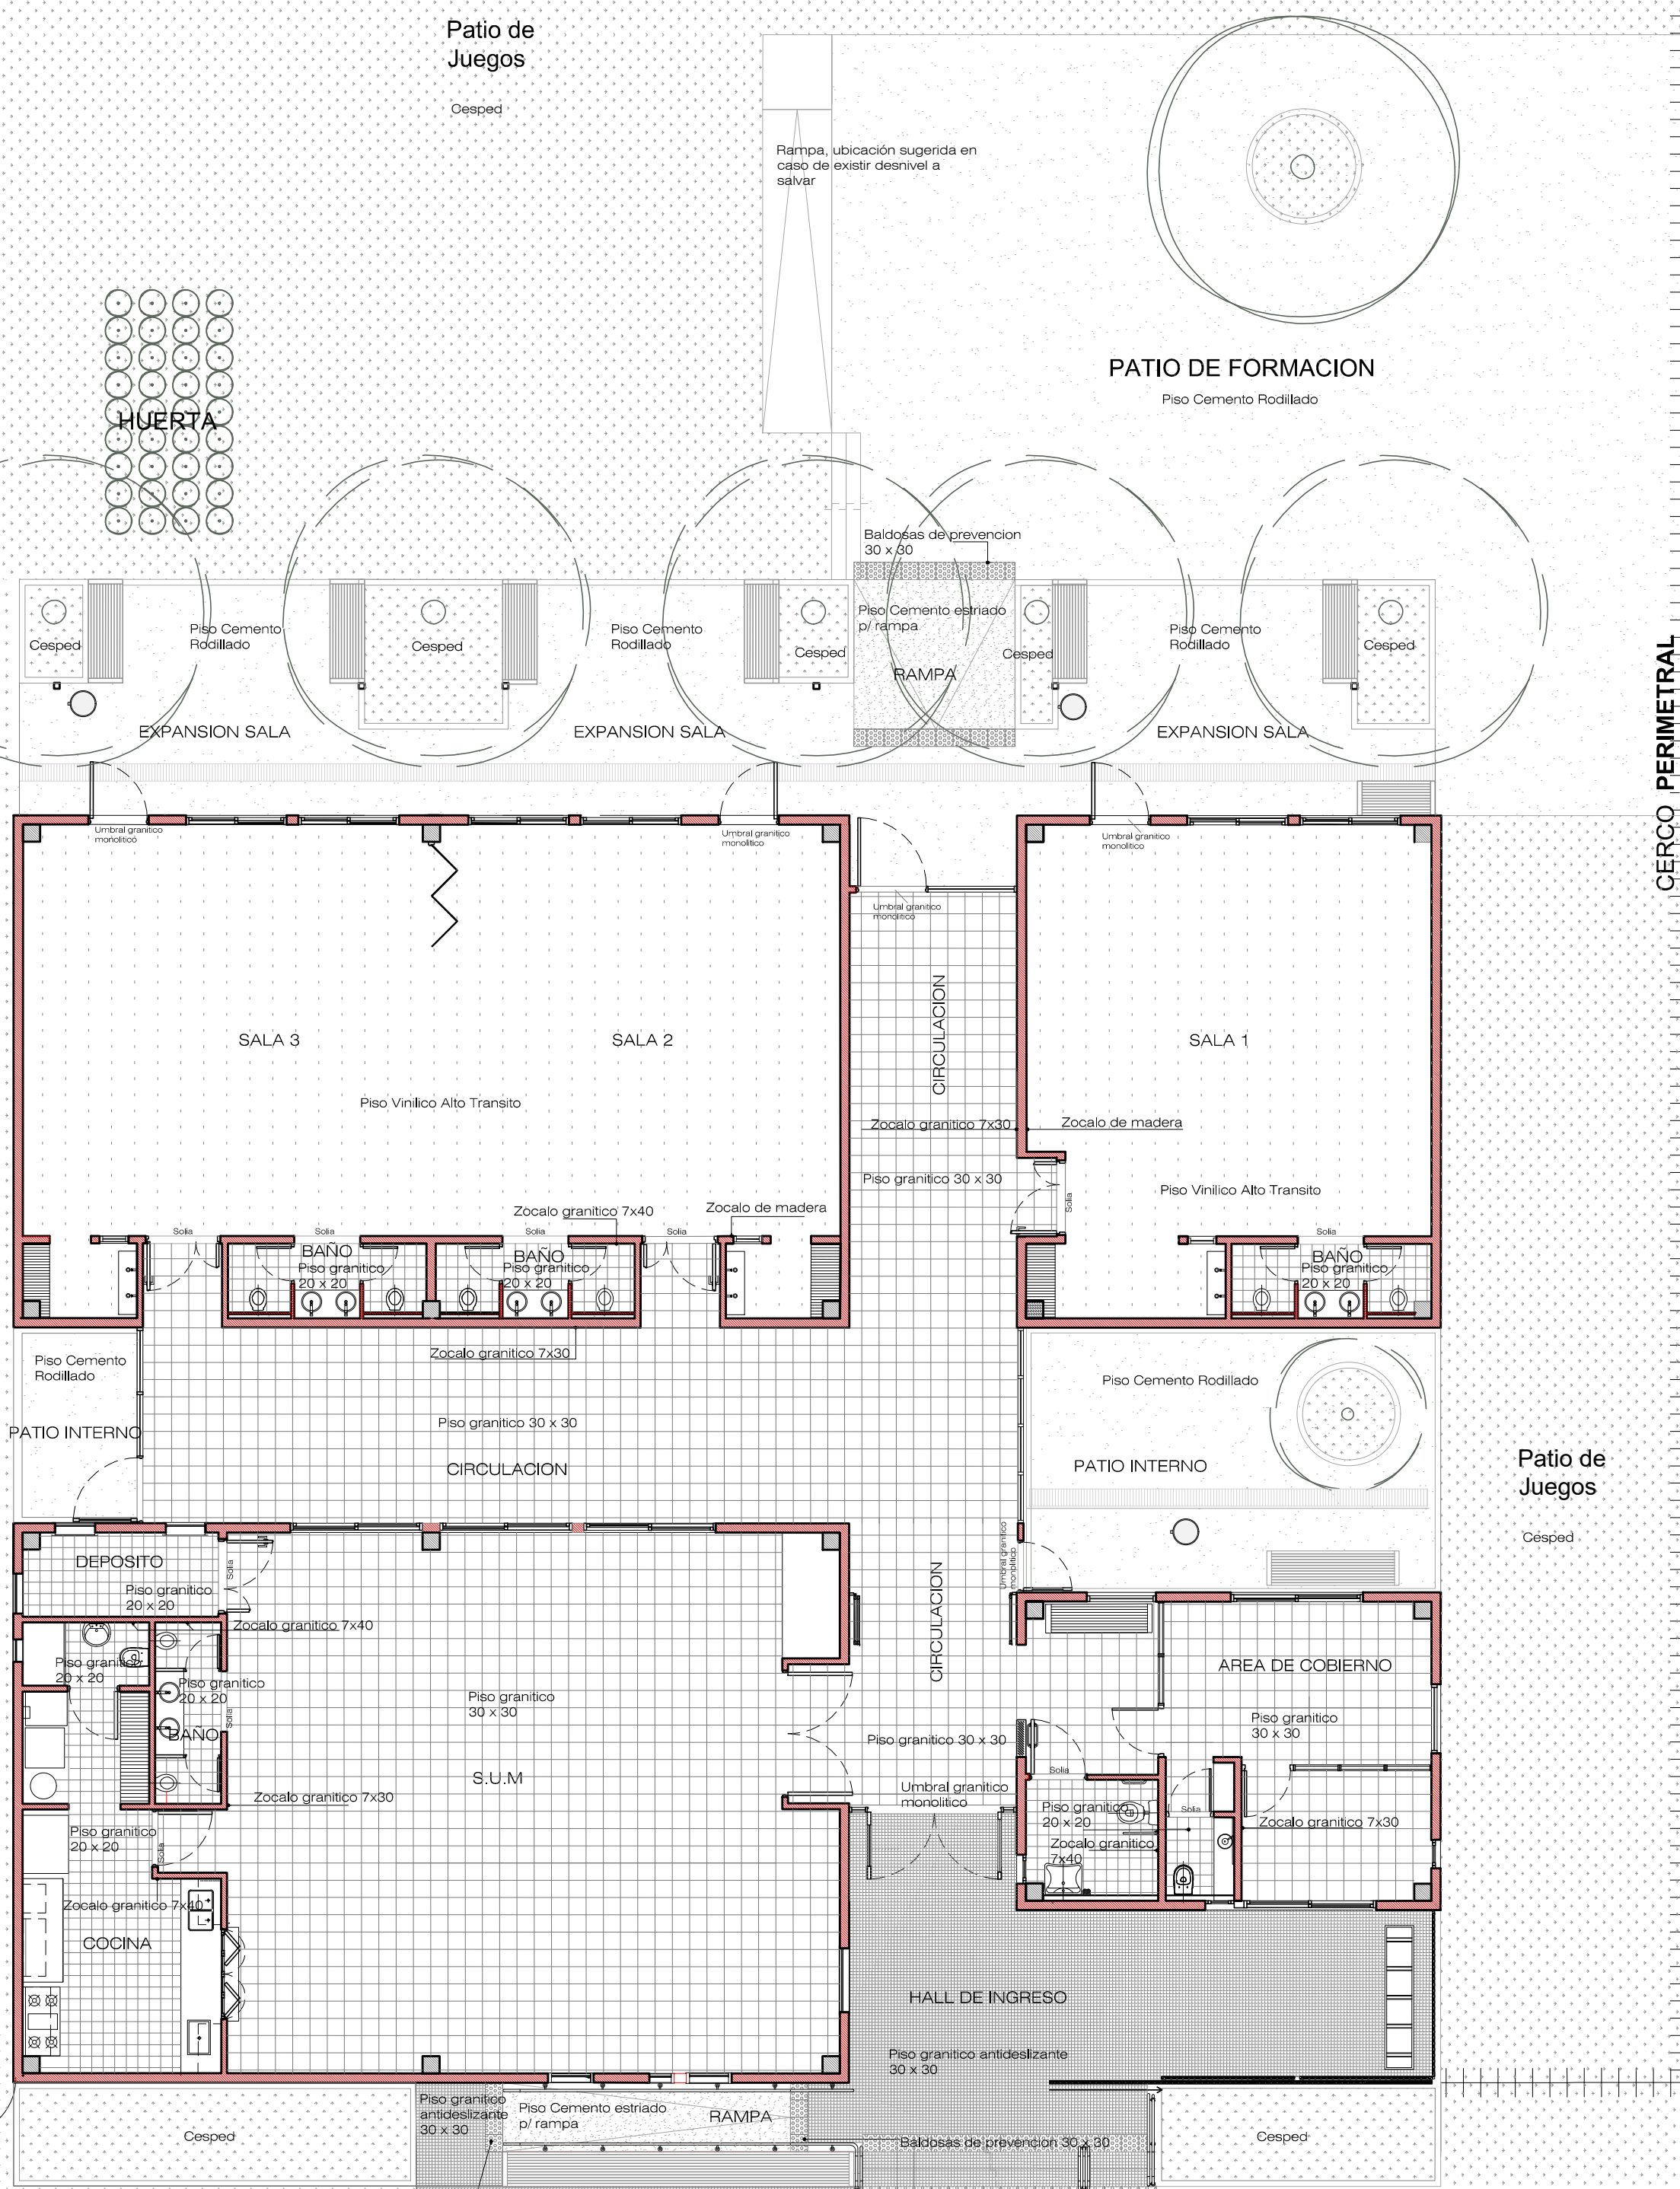 Patio de
Juegos
Cesped
Rampa, ubicación sugerida en
caso de existir desnivel a
salvar
PATIO DE FORMACION
Piso Cemento Rodillado
HUERTA
Baldosas de prevencion
30 x 30
Cesped
Piso Cemento
Rodillado
Cesped
Piso Cemento
Rodillado
Cesped
Piso Cemento estriado
p/ rampa
RAMPA
Cesped
Piso Cemento
Rodillado
Cesped
EXPANSION SALA
EXPANSION SALA
EXPANSION SALA
CERCO PERIMETRAL
Umbral granitico
monolitico
Umbral granitico
monolitico
Umbral granitico
monolitico
Umbral granitico
monolitico
CIRCULACION
SALA 3
SALA 2
SALA 1
Piso Vinilico Alto Transito
Zocalo granitico 7x30
Zocalo de madera
Piso granitico 30 x 30
Solia
Piso Vinilico Alto Transito
Zocalo granitico 7x40
Zocalo de madera
Solia
Solia
Solia
Solia
Solia
BAÑO
Piso granitico
20 x 20
BAÑO
Piso granitico
20 x 20
BAÑO
Piso granitico
20 x 20
Zocalo granitico 7x30
Piso Cemento
Rodillado
PATIO INTERNO
Piso granitico 30 x 30
CIRCULACION
Piso Cemento Rodillado
PATIO INTERNO
Patio de
Juegos
Cesped
Umbral granitico
monolitico
DEPOSITO
Solia
Piso granitico
20 x 20
Zocalo granitico 7x40
CIRCULACION
Piso granitico
20 x 20
Piso granitico
20 x 20
Solia
BAÑO
Piso granitico
30 x 30
S.U.M
Piso granitico 30 x 30
AREA DE COBIERNO
Piso granitico
30 x 30
Solia
Zocalo granitico 7x30
Umbral granitico
monolitico
Piso granitico
20 x 20
Zocalo granitico
7x40
Solia
Zocalo granitico 7x30
Piso granitico
20 x 20
Solia
Zocalo granitico 7x40
COCINA
HALL DE INGRESO
Piso granitico antideslizante
30 x 30
Piso granitico
antideslizante
30 x 30
Piso Cemento estriado
p/ rampa
RAMPA
Cesped
Baldosas de prevencion 30 x 30
Cesped